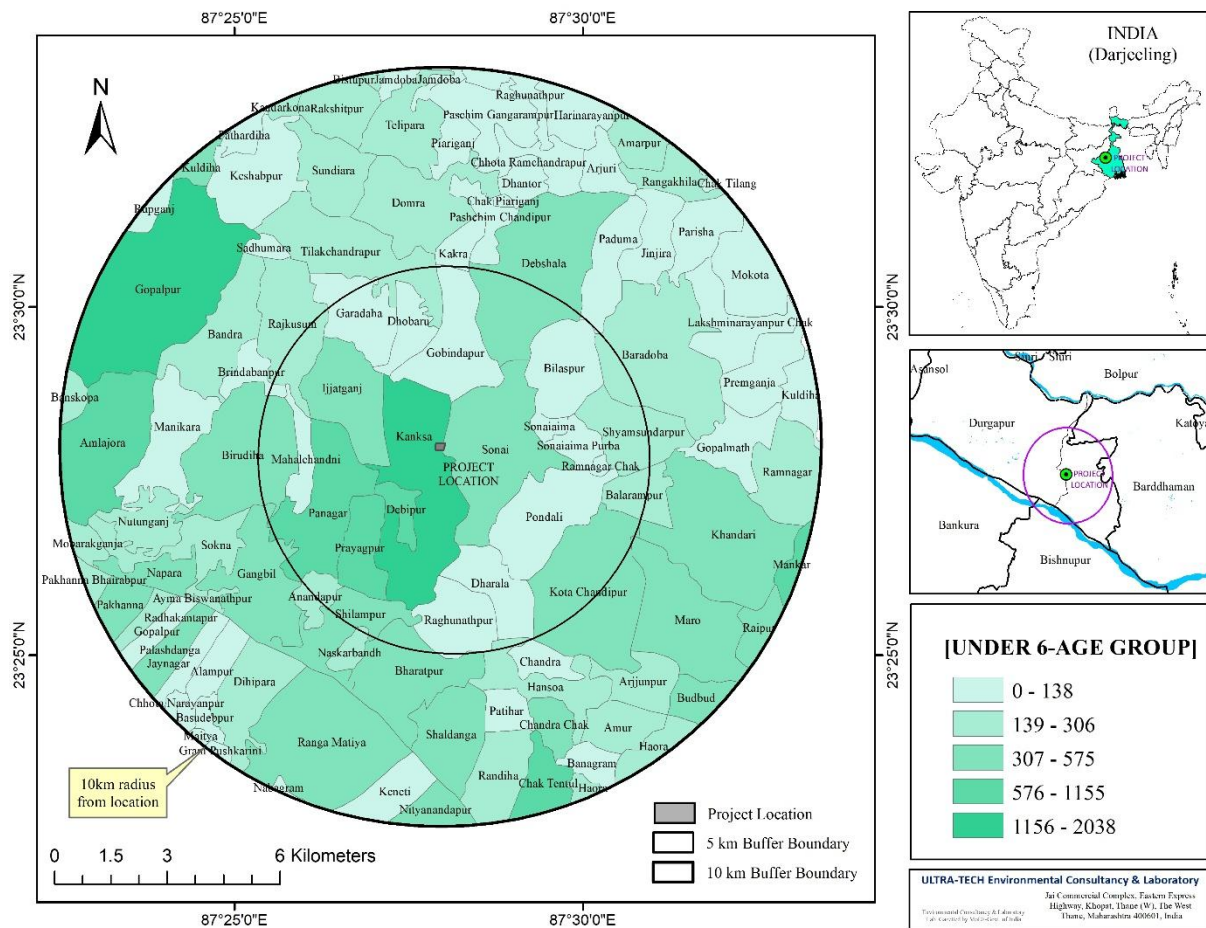 87°25'0"E
87°30'0"E
N
Bistupur
Jamdoba
Jamdoba
Raghunathpur
Kandarkona
Rakshitpur
Paschim Gangarampur
Harinarayanpur
Telipara
Pathardiha
Piariganj
Amarpur
Chhota Ramchandrapur
Arjuri
Kuldiha
Keshabpur
Sundiara
Dhantor
Rangakhila
Chak Tilang
Domra
Chak Piariganj
Pashchim Chandipur
Bupganj
Paduma
Parisha
Sadhumara
Tilakchandrapur
Kakra
Debshala
Jinjira
Mokota
Gopalpur
23°30'0"N
23°30'0"N
Garadaha
Dhobaru
Rajkusum
Bandra
Lakshminarayanpur Chak
Gobindapur
Baradoba
Brindabanpur
Bilaspur
Ijjatganj
Premganja
Kuldiha
Banskopa
Manikara
Amlajora
Kanksa
Sonaiaima
Shyamsundarpur
Sonai
Sonaiaima Purba
Gopalmath
Birudiha
Mahalchandni
PROJECT
LOCATION
Ramnagar Chak
Ramnagar
Balarampur
Nutunganj
Panagar
Debipur
Pondali
Khandari
Mobarakganja
Sokna
Prayagpur
Mankar
Pakhanna Bhairabpur
Napara
Gangbil
Dharala
Kota Chandipur
Pakhanna
Ayma Biswanathpur
Anandapur
Radhakantapur
Shilampur
Raghunathpur
Maro
Raipur
Gopalpur
Palashdanga
Naskarbandh
23°25'0"N
23°25'0"N
Jaynagar
Bharatpur
Chandra
Alampur
Dihipara
Hansoa
Arjjunpur
Chhota Narayanpur
Patihar
Budbud
Basudebpur
Chandra Chak
Amur
Maitya
Ranga Matiya
Shaldanga
Haora
Gram Pushkarini
Banagram
10km radius
from location
Nabagram
Keneti
Randiha
Chak Tentul
Haora
Nityanandapur
0 1.5 3 6 Kilometers
Project Location
5 km Buffer Boundary
10 km Buffer Boundary
87°25'0"E
87°30'0"E
INDIA
(Darjeeling)
PROJECT
LOCATION
Suri
Asansol
Bolpur
Durgapur
Katoya
PROJECT
LOCATION
Barddhaman
Bankura
Bishnupur
[UNDER 6-AGE GROUP]
0 - 138
139 - 306
307 - 575
576 - 1155
1156 - 2038
ULTRA-TECH Environmental Consultancy & Laboratory
Jai Commercial Complex, Eastern Express
Highway, Khopat, Thane (W), The West
Thane, Maharashtra 400601, India
Environmental Consultancy & Laboratory